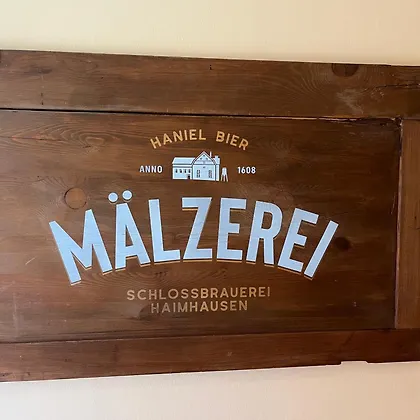 HANIEL BIER
ANNO 1608
MÄLZEREI
SCHLOSSBRAUEREI
HAIMHAUSEN